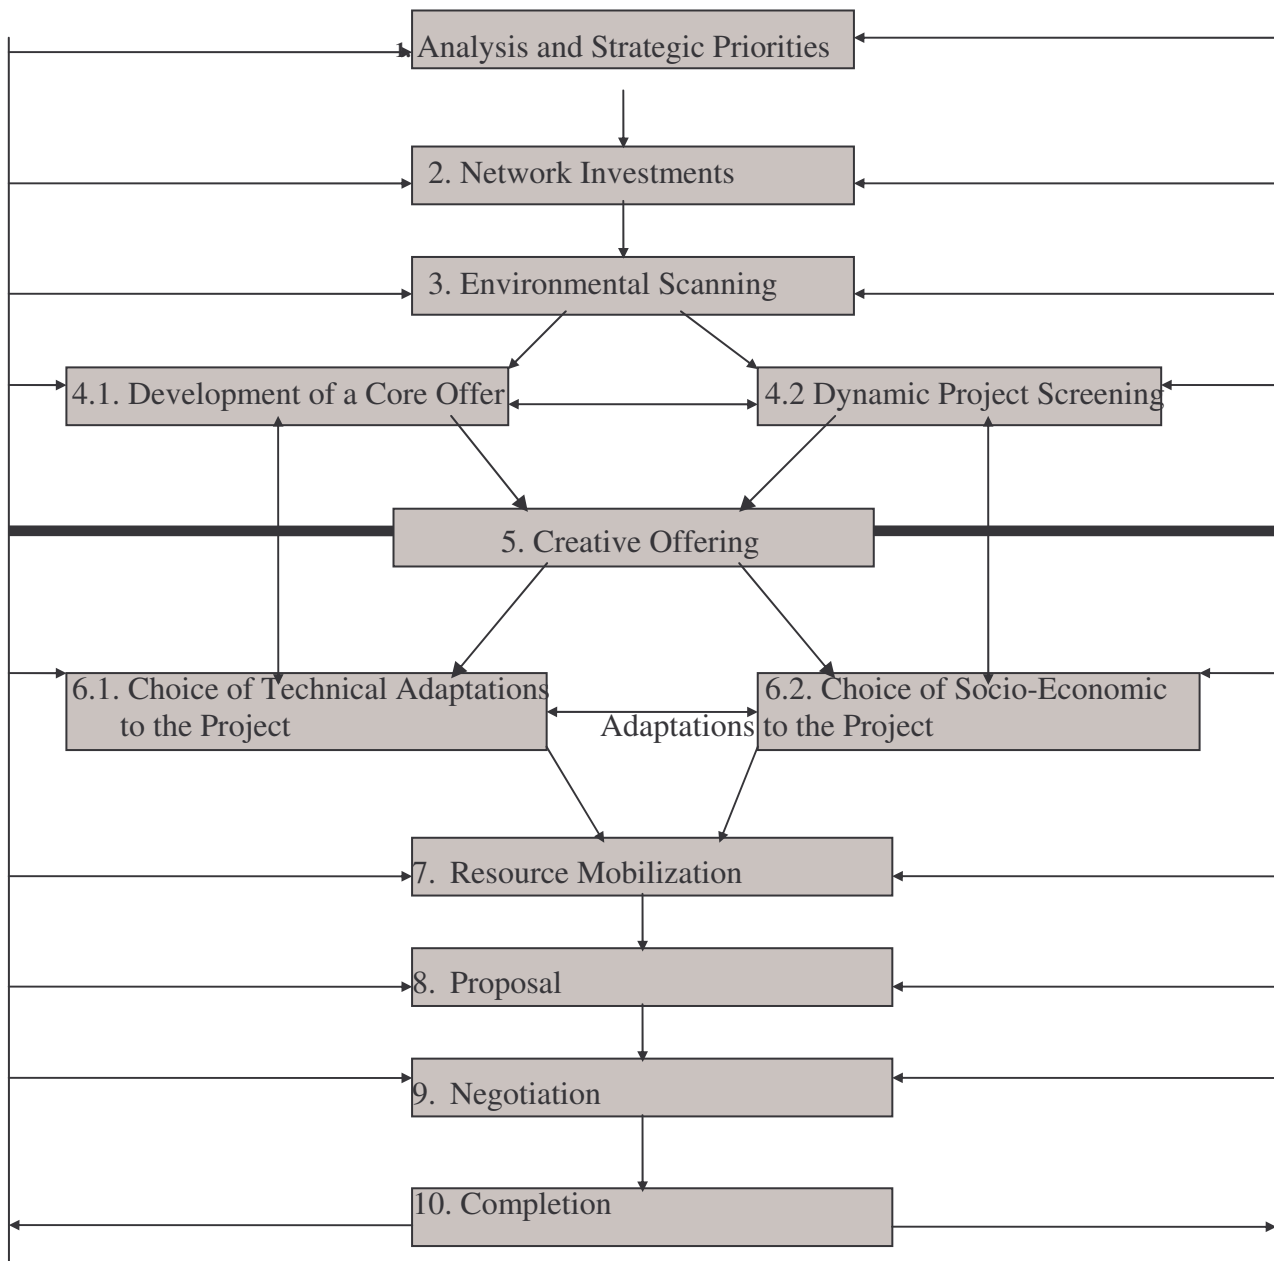 1. Analysis and Strategic Priorities
2. Network Investments
3. Environmental Scanning
4.1. Development of a Core Offer
4.2 Dynamic Project Screening
5. Creative Offering
6.1. Choice of Technical Adaptations
to the Project
6.2. Choice of Socio-Economic
Adaptations to the Project
7. Resource Mobilization
8. Proposal
9. Negotiation
10. Completion